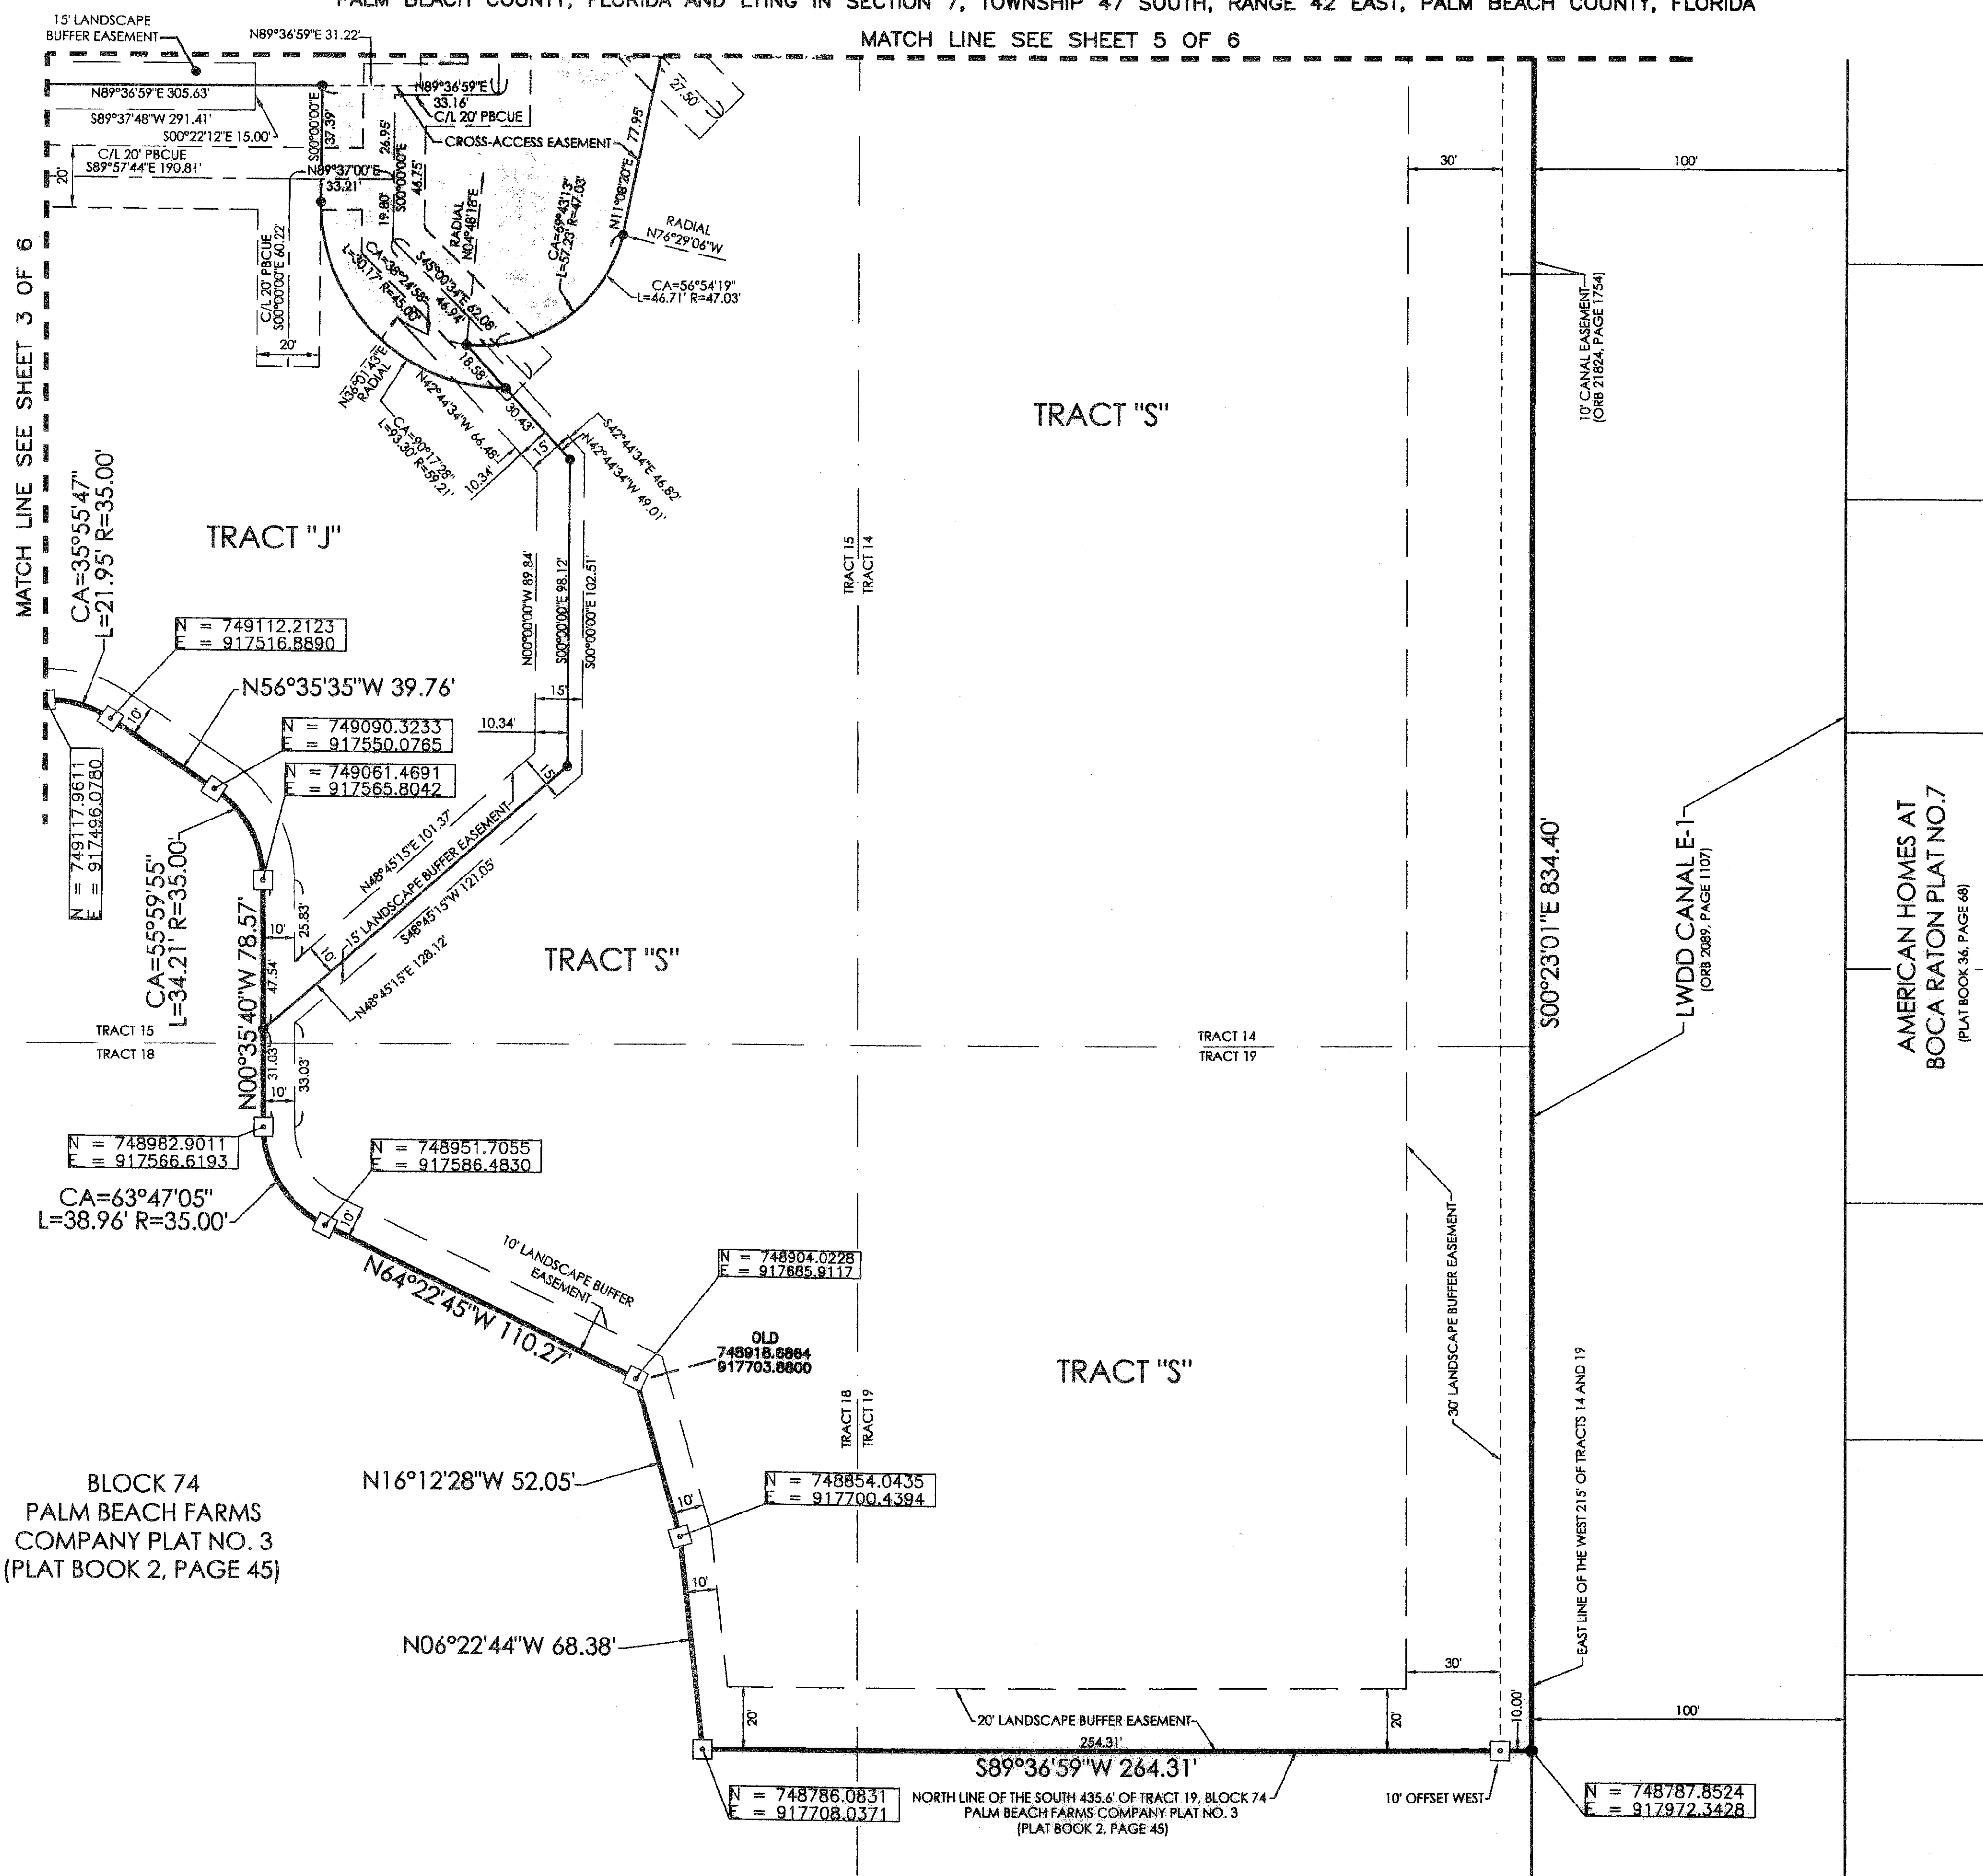 PALM BEACH COUNTY, FLORIDA AND LYING IN SECTION 7, TOWNSHIP 47 SOUTH, RANGE 42 EAST, PALM BEACH COUNTY, FLORIDA
MATCH LINE SEE SHEET 5 OF 6
15' LANDSCAPE
BUFFER EASEMENT
N89°36'59"E 31.22'
N89°36'59"E 305.63'
S89°37'48"W 291.41'
S00°22'12"E 15.00'
C/L 20' PBCUE
S89°57'44"E 190.81'
20'
S00°00'00"E
37.39'
N89°37'00"E
33.21'
N89°36'59"E
33.16'
C/L 20' PBCUE
CROSS-ACCESS EASEMENT
26.95'
S00°00'00"E
46.75'
19.80'
RADIAL
N04°48'18"E
27.50'
N11°08'20"E 77.95'
CA=69°43'13"
L=57.23' R=47.03'
RADIAL
N76°29'06"W
CA=56°54'19"
L=46.71' R=47.03'
C/L 20' PBCUE
S00°00'00"E 60.22'
20'
CA=38°24'58"
L=30.17' R=45.00'
S45°00'34"E 62.08'
46.94'
18.58'
N36°01'43"E
RADIAL
N42°44'34"W 66.48'
CA=90°17'28"
L=93.30' R=59.21'
30.43'
15'
10.34'
S42°44'34"E 46.82'
N42°44'34"W 49.01'
MATCH LINE SEE SHEET 3 OF 6
30'
100'
10' CANAL EASEMENT
(ORB 21824, PAGE 1754)
TRACT "S"
TRACT "J"
TRACT 15
TRACT 14
CA=35°55'47"
L=21.95' R=35.00'
N = 749112.2123
E = 917516.8890
N56°35'35"W 39.76'
10'
N = 749090.3233
E = 917550.0765
N = 749061.4691
E = 917565.8042
N = 749117.9611
E = 917496.0780
N00°00'00"W 89.84'
S00°00'00"E 98.12'
S00°00'00"E 102.51'
15'
10.34'
15'
N48°45'15"E 101.37'
15' LANDSCAPE BUFFER EASEMENT
S48°45'15"W 121.05'
N48°45'15"E 128.12'
10'
CA=55°59'55"
L=34.21' R=35.00'
N00°35'40"W 78.57'
10'
25.83'
47.54'
TRACT "S"
S00°23'01"E 834.40'
LWDD CANAL E-1
(ORB 2089, PAGE 1107)
AMERICAN HOMES AT
BOCA RATON PLAT NO.7
(PLAT BOOK 36, PAGE 68)
TRACT 15
TRACT 18
TRACT 14
TRACT 19
31.03'
33.03'
10'
N = 748982.9011
E = 917566.6193
N = 748951.7055
E = 917586.4830
CA=63°47'05"
L=38.96' R=35.00'
10'
10' LANDSCAPE BUFFER
EASEMENT
N64°22'45"W 110.27'
N = 748904.0228
E = 917685.9117
OLD
748918.6864
917703.8800
TRACT "S"
30' LANDSCAPE BUFFER EASEMENT
EAST LINE OF THE WEST 215' OF TRACTS 14 AND 19
TRACT 18
TRACT 19
BLOCK 74
PALM BEACH FARMS
COMPANY PLAT NO. 3
(PLAT BOOK 2, PAGE 45)
N16°12'28"W 52.05'
10'
N = 748854.0435
E = 917700.4394
10'
N06°22'44"W 68.38'
30'
20'
20' LANDSCAPE BUFFER EASEMENT
20'
10.00'
100'
254.31'
S89°36'59"W 264.31'
N = 748786.0831
E = 917708.0371
NORTH LINE OF THE SOUTH 435.6' OF TRACT 19, BLOCK 74
PALM BEACH FARMS COMPANY PLAT NO. 3
(PLAT BOOK 2, PAGE 45)
10' OFFSET WEST
N = 748787.8524
E = 917972.3428